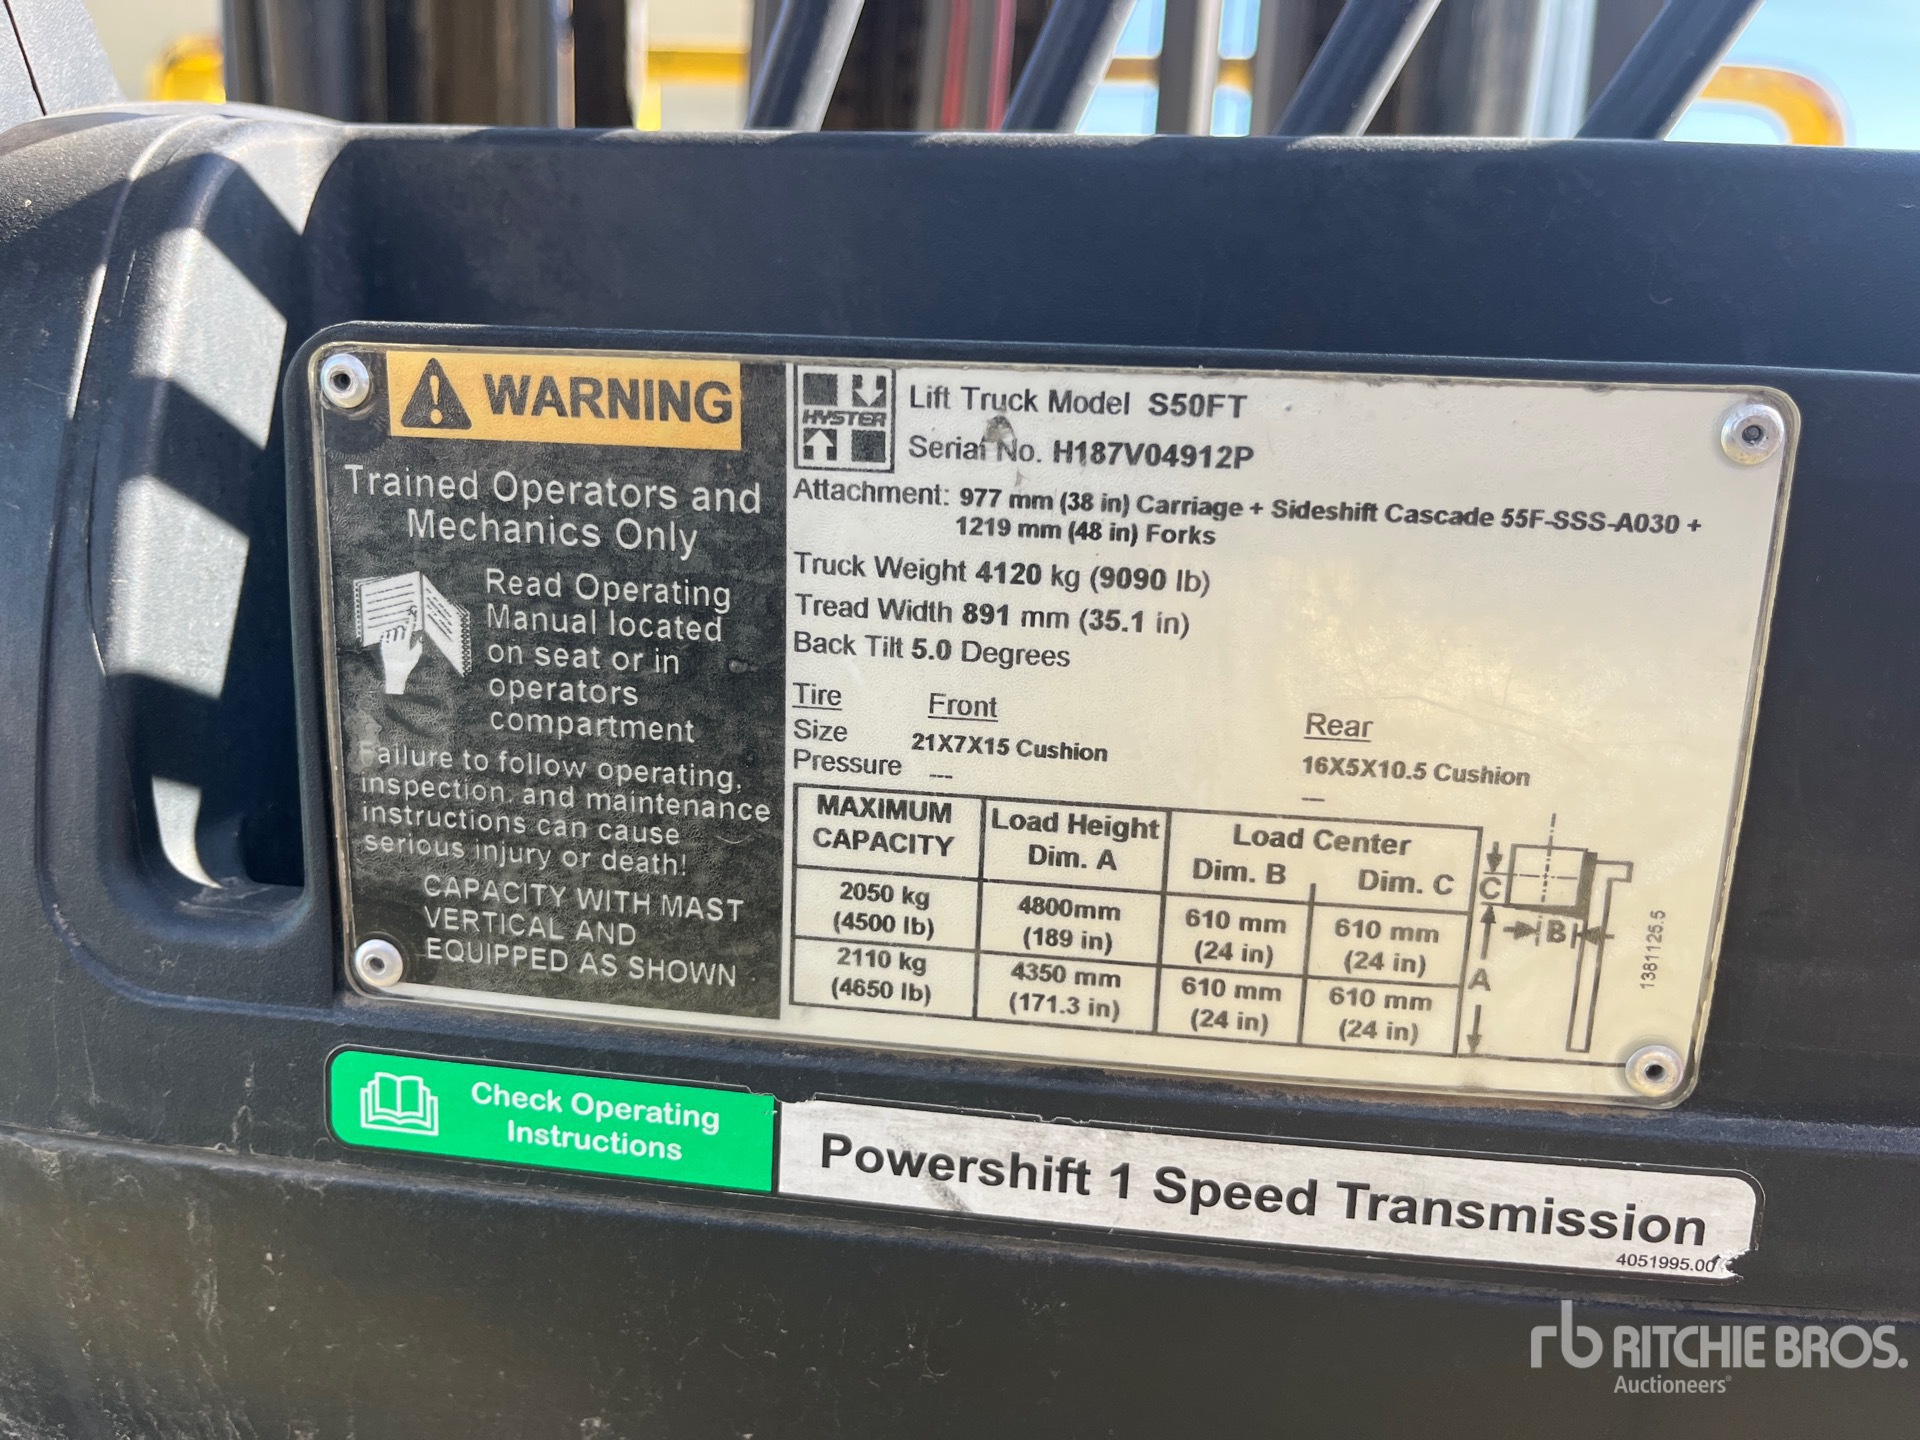 WARNING
Trained Operators and
Mechanics Only
Read Operating
Manual located
on seat or in
operators
compartment
Failure to follow operating,
inspection, and maintenance
instructions can cause
serious injury or death!
CAPACITY WITH MAST
VERTICAL AND
EQUIPPED AS SHOWN
HYSTER
Lift Truck Model S50FT
Serial No. H187V04912P
Attachment: 977 mm (38 in) Carriage + Sideshift Cascade 55F-SSS-A030 +
1219 mm (48 in) Forks
Truck Weight 4120 kg (9090 lb)
Tread Width 891 mm (35.1 in)
Back Tilt 5.0 Degrees
Tire Front Rear
Size 21X7X15 Cushion 16X5X10.5 Cushion
Pressure --- ---
MAXIMUM CAPACITY Load Height Dim. A Load Center Dim. B Dim. C
2050 kg (4500 lb) 4800mm (189 in) 610 mm (24 in) 610 mm (24 in)
2110 kg (4650 lb) 4350 mm (171.3 in) 610 mm (24 in) 610 mm (24 in)
C
B
A
1381125.5
Check Operating
Instructions
Powershift 1 Speed Transmission
4051995.00
rb RITCHIE BROS.
Auctioneers